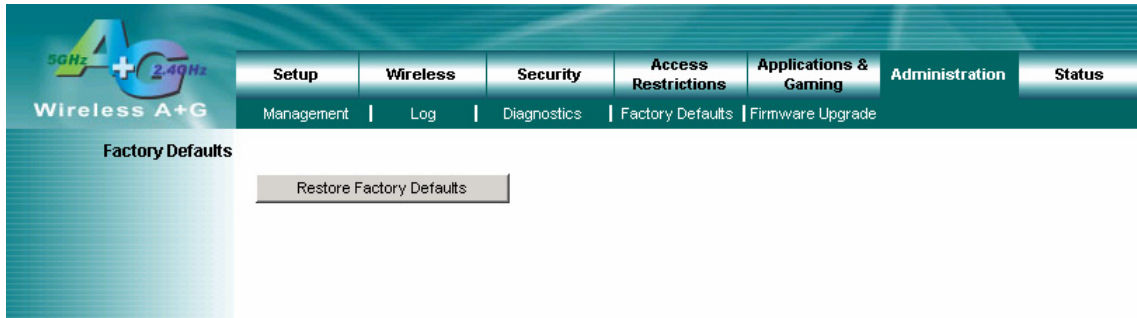 A+G
5GHz
2.4GHz
Wireless A+G
Setup
Wireless
Security
Access Restrictions
Applications & Gaming
Administration
Status
Management
Log
Diagnostics
Factory Defaults
Firmware Upgrade
Factory Defaults
Restore Factory Defaults